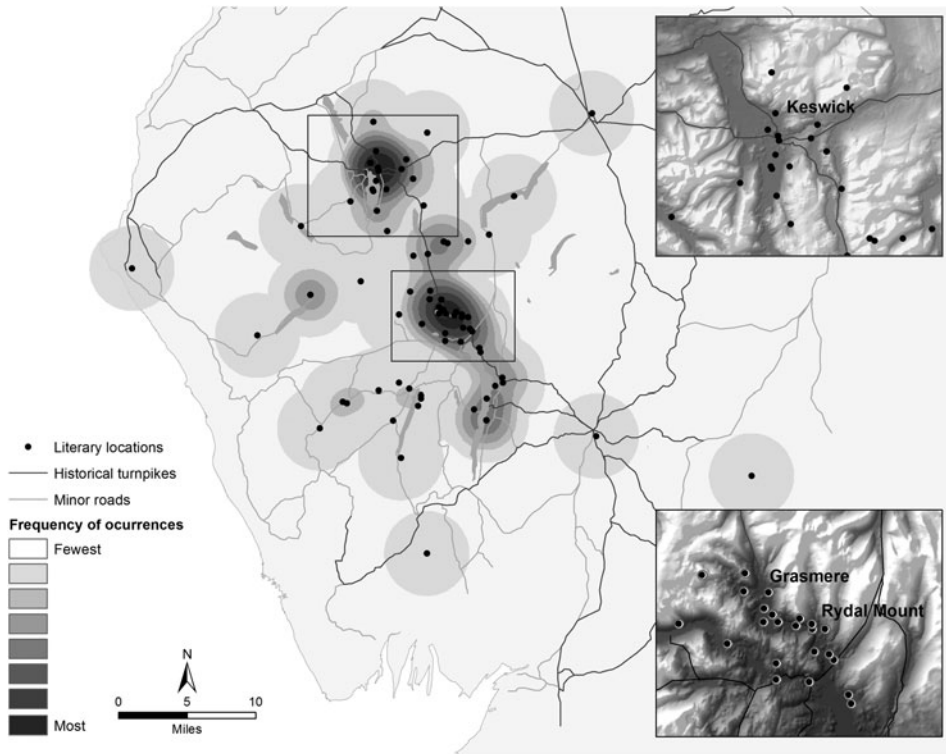 Keswick
Literary locations
Historical turnpikes
Minor roads
Frequency of ocurrences
Fewest
Most
N
0 5 10
Miles
Grasmere
Rydal Mount